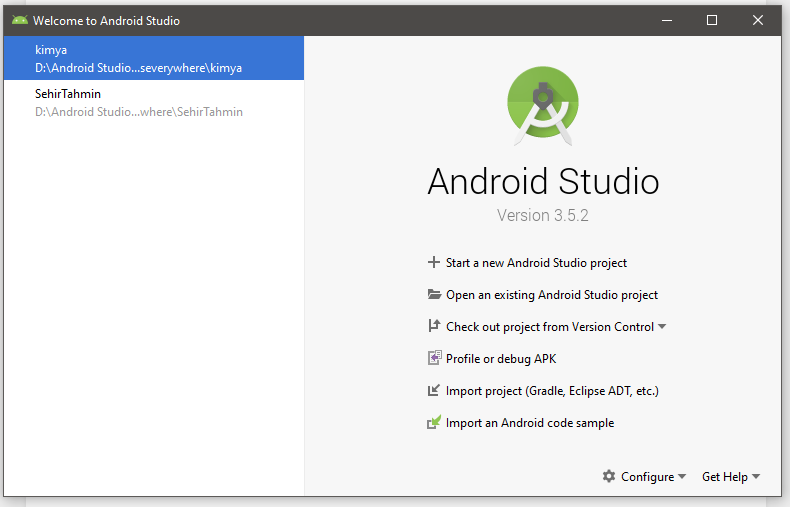 Welcome to Android Studio
kimya
D:\Android Studio...severywhere\kimya
SehirTahmin
D:\Android Studio...where\SehirTahmin
Android Studio
Version 3.5.2
Start a new Android Studio project
Open an existing Android Studio project
Check out project from Version Control
Profile or debug APK
Import project (Gradle, Eclipse ADT, etc.)
Import an Android code sample
Configure Get Help